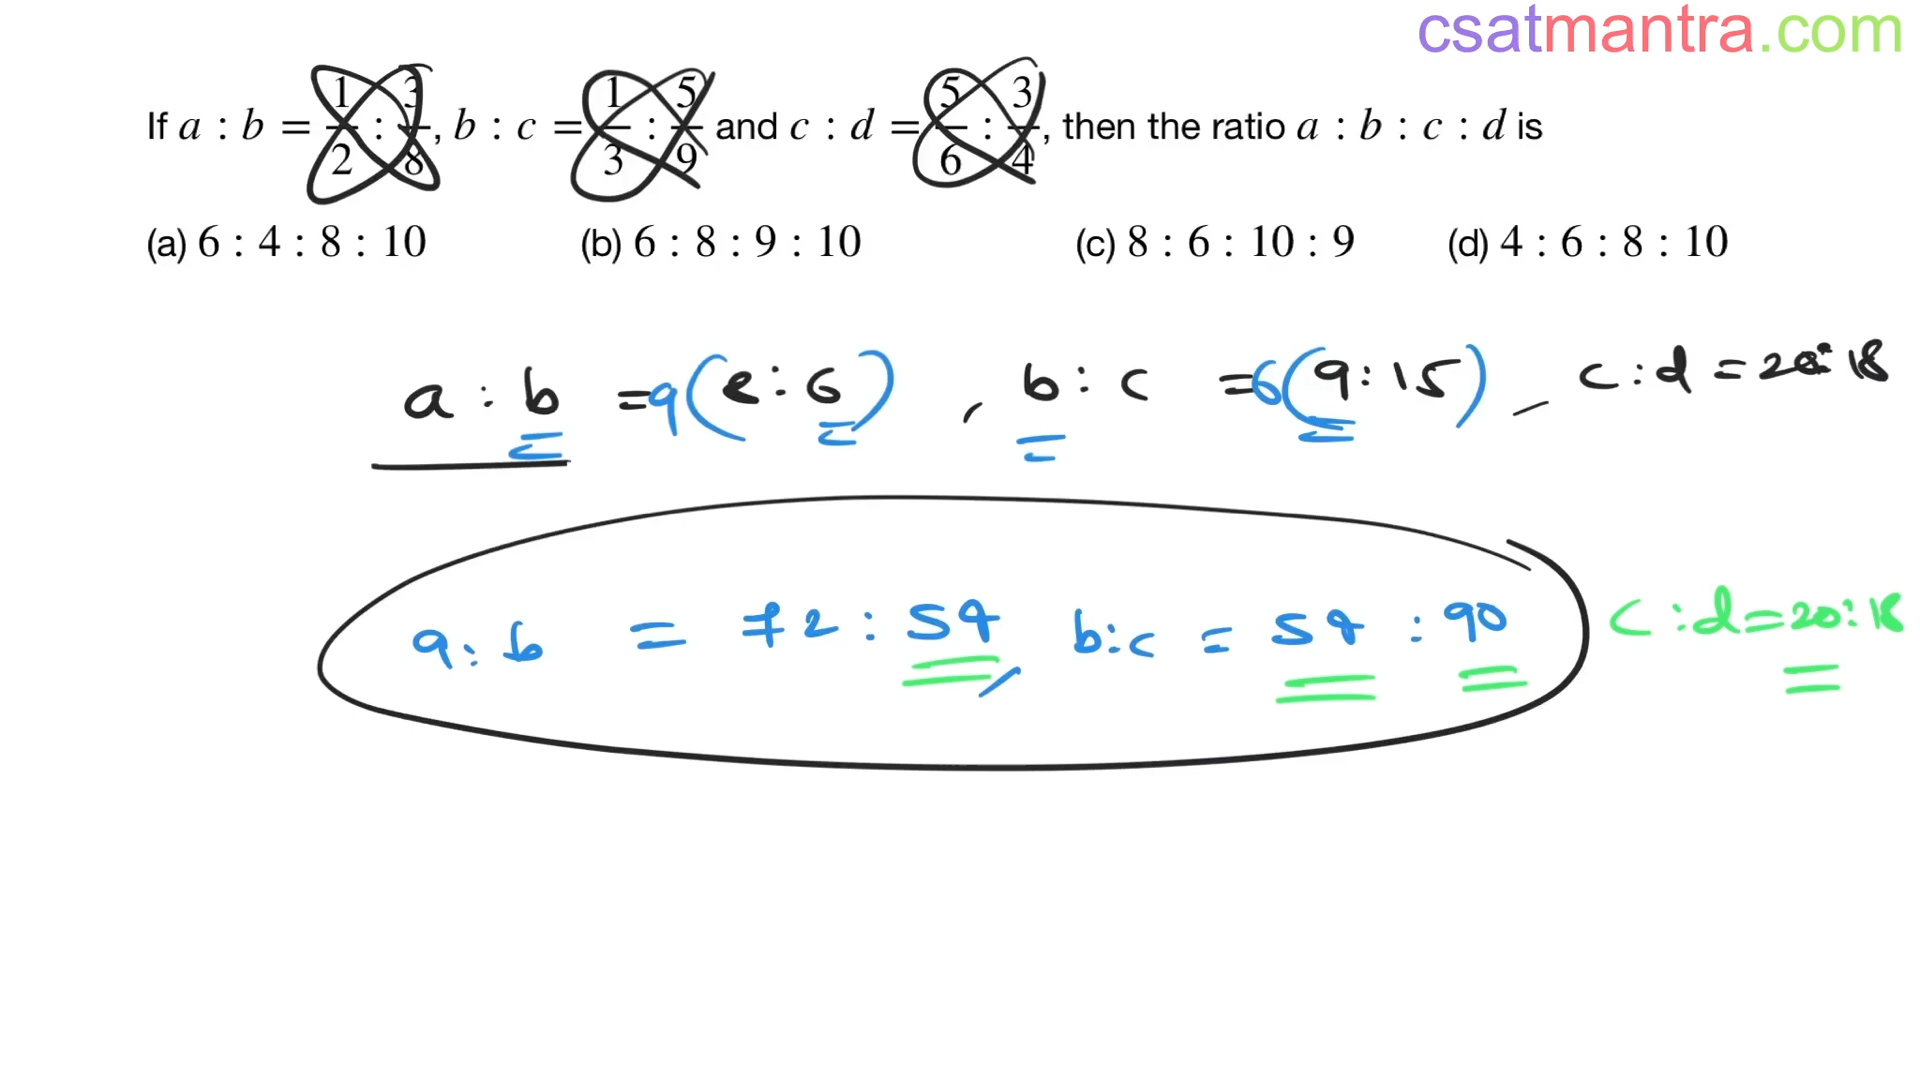 csatmantra.com
If a : b = 1/2 : 3/8, b : c = 1/3 : 5/9 and c : d = 5/6 : 3/4, then the ratio a : b : c : d is
(a) 6 : 4 : 8 : 10 (b) 6 : 8 : 9 : 10 (c) 8 : 6 : 10 : 9 (d) 4 : 6 : 8 : 10
a : b = 9(8 : 6), b : c = 6(9 : 15), c : d = 20 : 18
a : b = 72 : 54, b : c = 54 : 90 c : d = 20 : 18